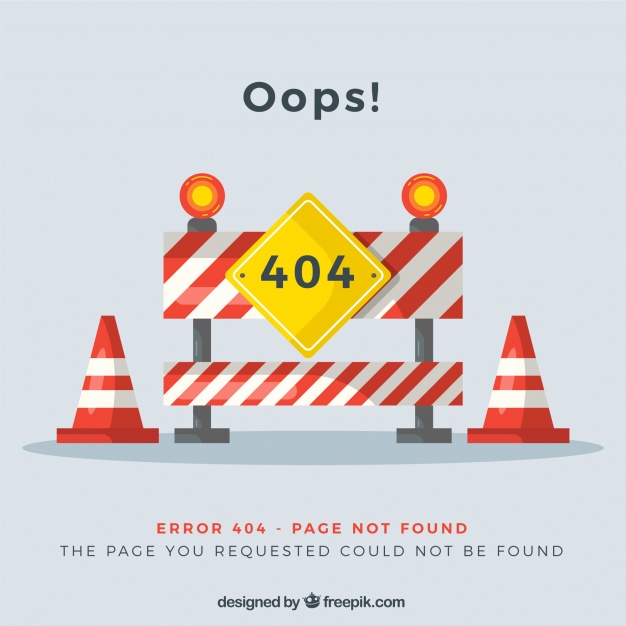 Oops!
404
ERROR 404 - PAGE NOT FOUND
THE PAGE YOU REQUESTED COULD NOT BE FOUND
designed by freepik.com